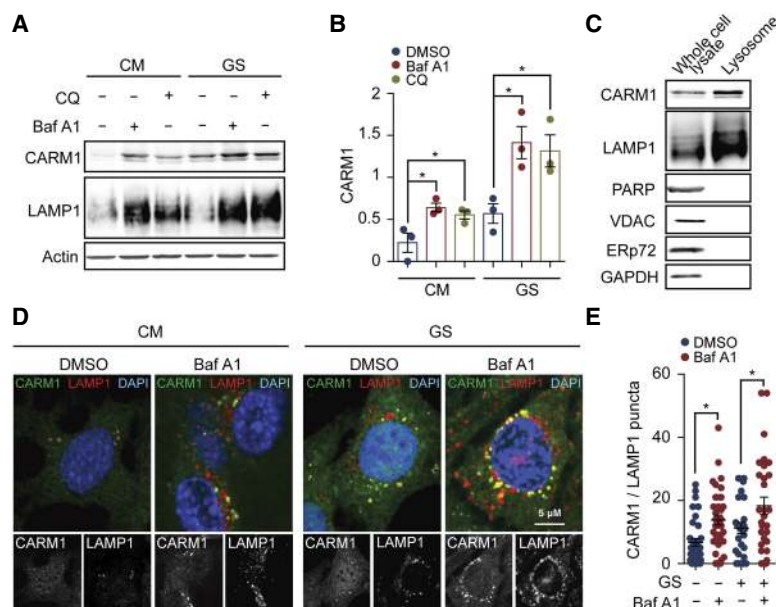 A
CM GS
CQ - - + - - +
Baf A1 - + - - + -
CARM1
LAMP1
Actin
B
DMSO
Baf A1
CQ
CARM1
2
1.5
1
0.5
0
* * * *
CM GS
C
Whole cell lysate
Lysosome
CARM1
LAMP1
PARP
VDAC
ERp72
GAPDH
D
CM GS
DMSO Baf A1 DMSO Baf A1
CARM1 LAMP1 DAPI CARM1 LAMP1 DAPI CARM1 LAMP1 DAPI CARM1 LAMP1 DAPI
5 µM
CARM1 LAMP1 CARM1 LAMP1 CARM1 LAMP1 CARM1 LAMP1
E
DMSO
Baf A1
CARM1 / LAMP1 puncta
60
40
20
0
* *
GS - - + +
Baf A1 - + - +